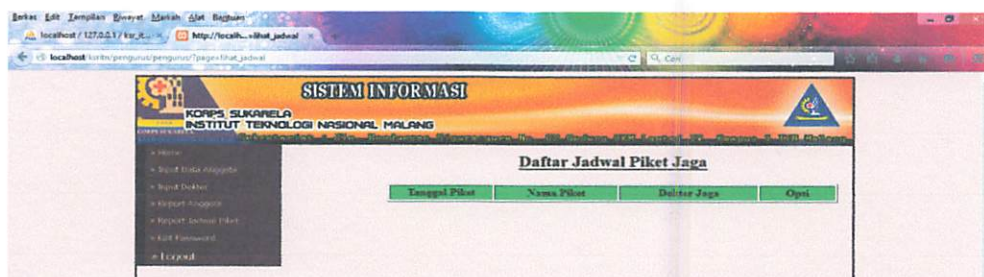 Berkas Edit Tampilan Riwayat Markah Alat Bantuan
localhost / 127.0.0.1 / ksr_it... × http://localh...=lihat_jadwal ×
localhost/ksritn/pengurus/pengurus/?page=lihat_jadwal Cari
SISTEM INFORMASI
KORPS SUKARELA
INSTITUT TEKNOLOGI NASIONAL MALANG
» Home
» Input Data Anggota
» Input Dokter
» Report Anggota
» Report Jadwal Piket
» Edit Password
» Logout
Daftar Jadwal Piket Jaga
Tanggal Piket Nama Piket Dokter Jaga Opsi